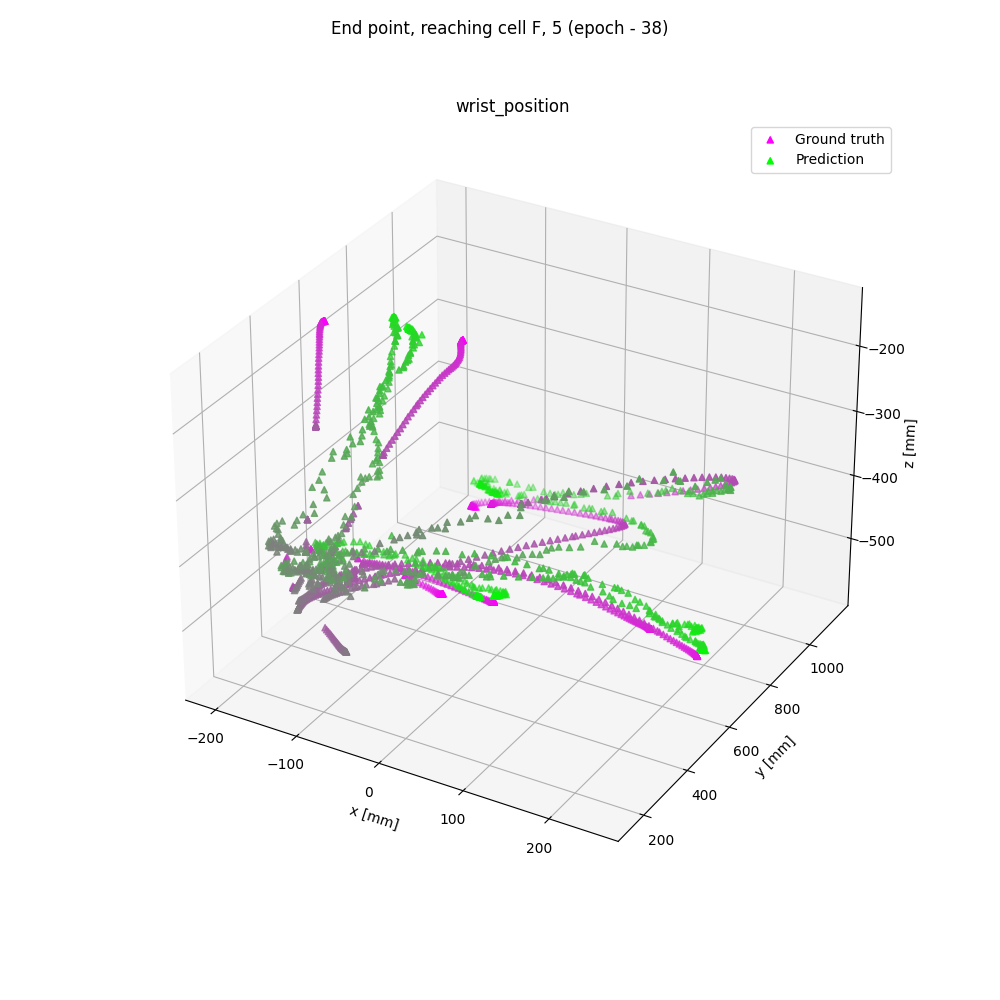 End point, reaching cell F, 5 (epoch - 38)
wrist_position
Ground truth
Prediction
−200
−300
−400
−500
z [mm]
1000
800
600
400
200
y [mm]
−200
−100
0
100
200
x [mm]